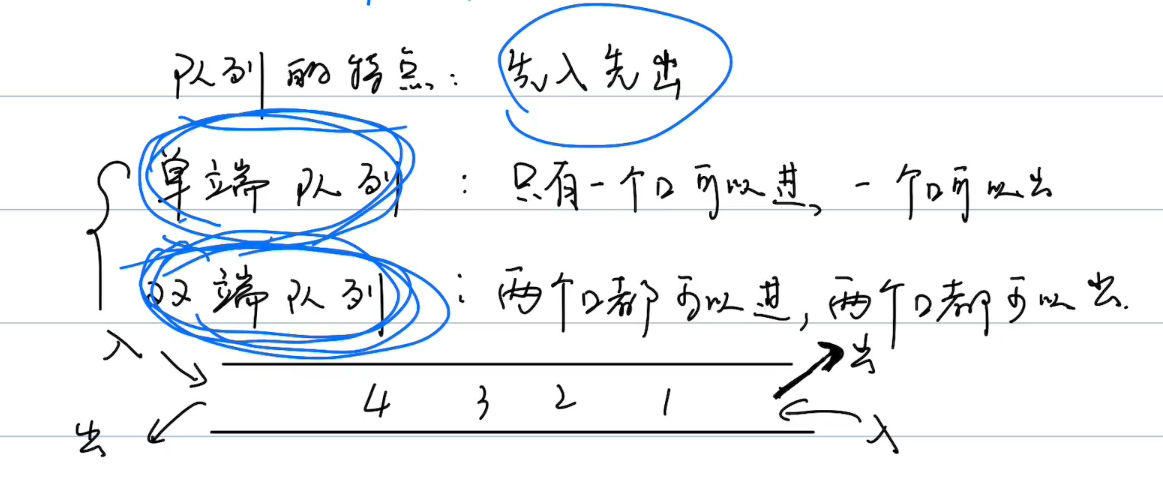 队列的特点：先入先出
单端队列：只有一个口可以进，一个口可以出
双端队列：两个口都可以进，两个口都可以出.
入 出
4 3 2 1
出 入